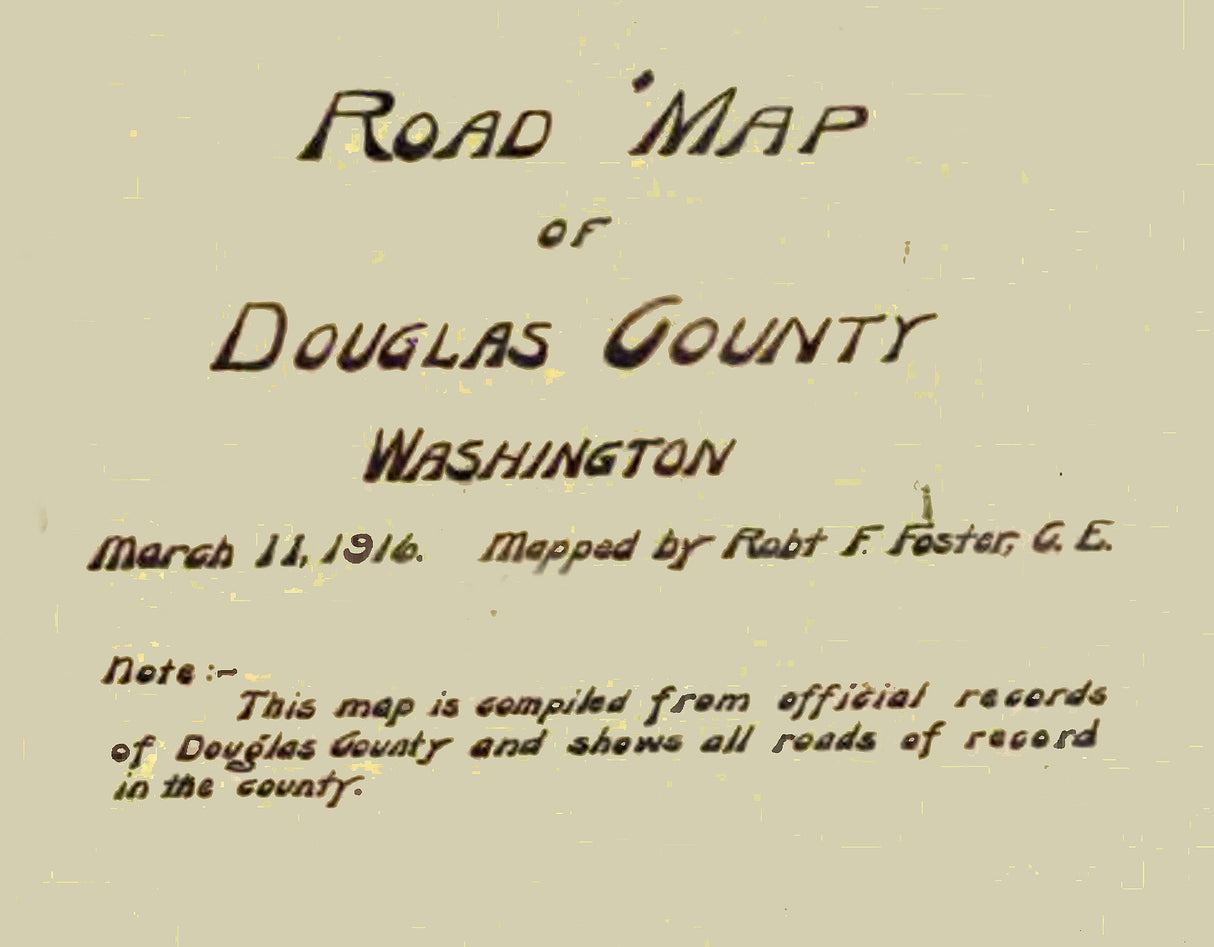 ROAD MAP
OF
DOUGLAS COUNTY
WASHINGTON
March 11, 1916. Mapped by Robt F. Foster, C. E.
Note :-
This map is compiled from official records
of Douglas County and shows all roads of record
in the county.